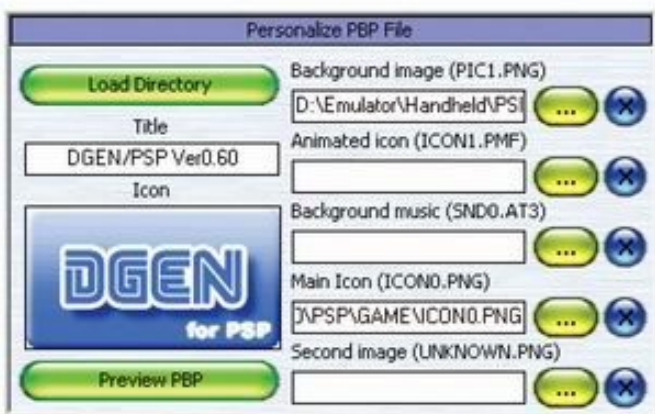 Personalize PBP File
Load Directory
Title
DGEN/PSP Ver0.60
Icon
DGEN
for PSP
Preview PBP
Background image (PIC1.PNG)
D:\Emulator\Handheld\PSI
...
Animated icon (ICON1.PMF)
...
Background music (SND0.AT3)
...
Main Icon (ICON0.PNG)
\PSP\GAME\ICON0.PNG
...
Second image (UNKNOWN.PNG)
...